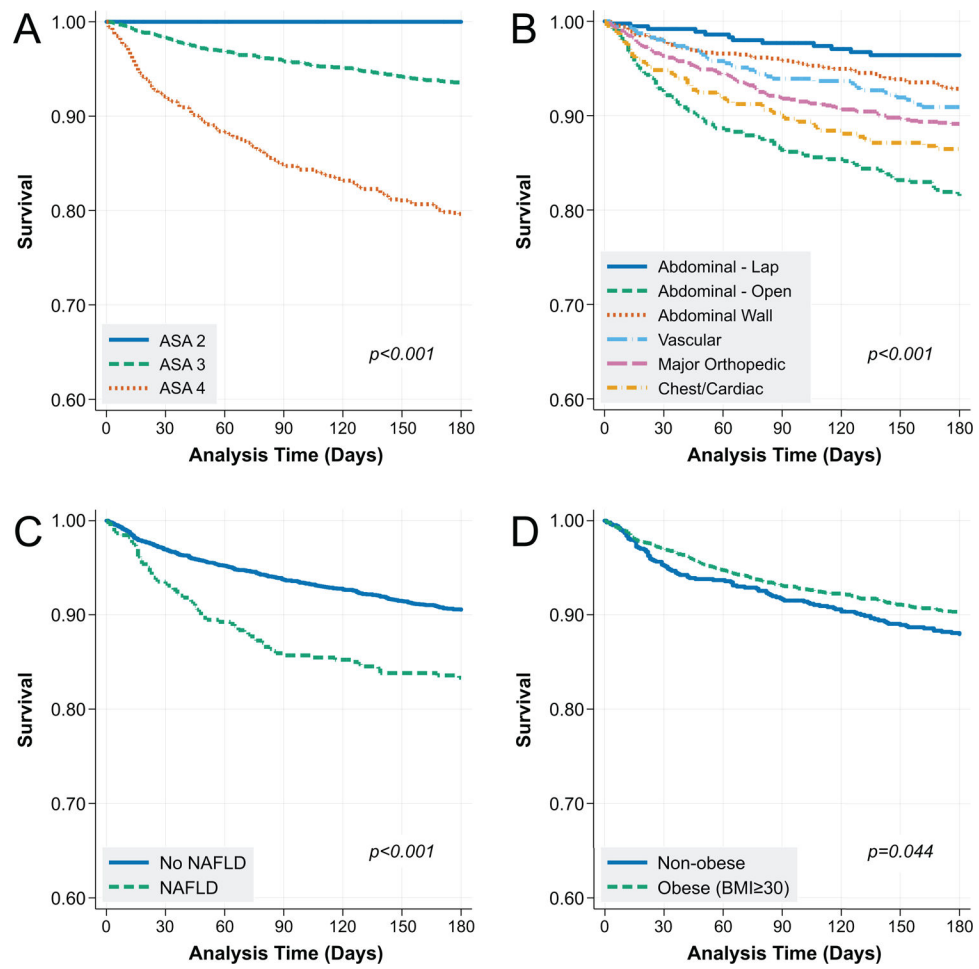 A
1.00
0.90
0.80
0.70
0.60
Survival
ASA 2
ASA 3
ASA 4
p<0.001
0 30 60 90 120 150 180
Analysis Time (Days)
B
1.00
0.90
0.80
0.70
0.60
Survival
Abdominal - Lap
Abdominal - Open
Abdominal Wall
Vascular
Major Orthopedic
Chest/Cardiac
p<0.001
0 30 60 90 120 150 180
Analysis Time (Days)
C
1.00
0.90
0.80
0.70
0.60
Survival
No NAFLD
NAFLD
p<0.001
0 30 60 90 120 150 180
Analysis Time (Days)
D
1.00
0.90
0.80
0.70
0.60
Survival
Non-obese
Obese (BMI≥30)
p=0.044
0 30 60 90 120 150 180
Analysis Time (Days)